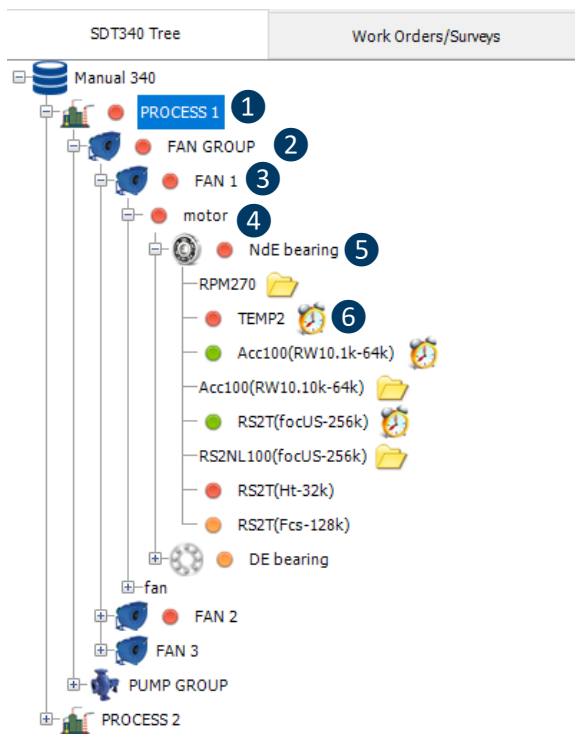 SDT340 Tree Work Orders/Surveys
Manual 340
PROCESS 1 1
FAN GROUP 2
FAN 1 3
motor 4
NdE bearing 5
RPM270
TEMP2 6
Acc100(RW10.1k-64k)
Acc100(RW10.10k-64k)
RS2T(focUS-256k)
RS2NL100(focUS-256k)
RS2T(Ht-32k)
RS2T(Fcs-128k)
DE bearing
fan
FAN 2
FAN 3
PUMP GROUP
PROCESS 2